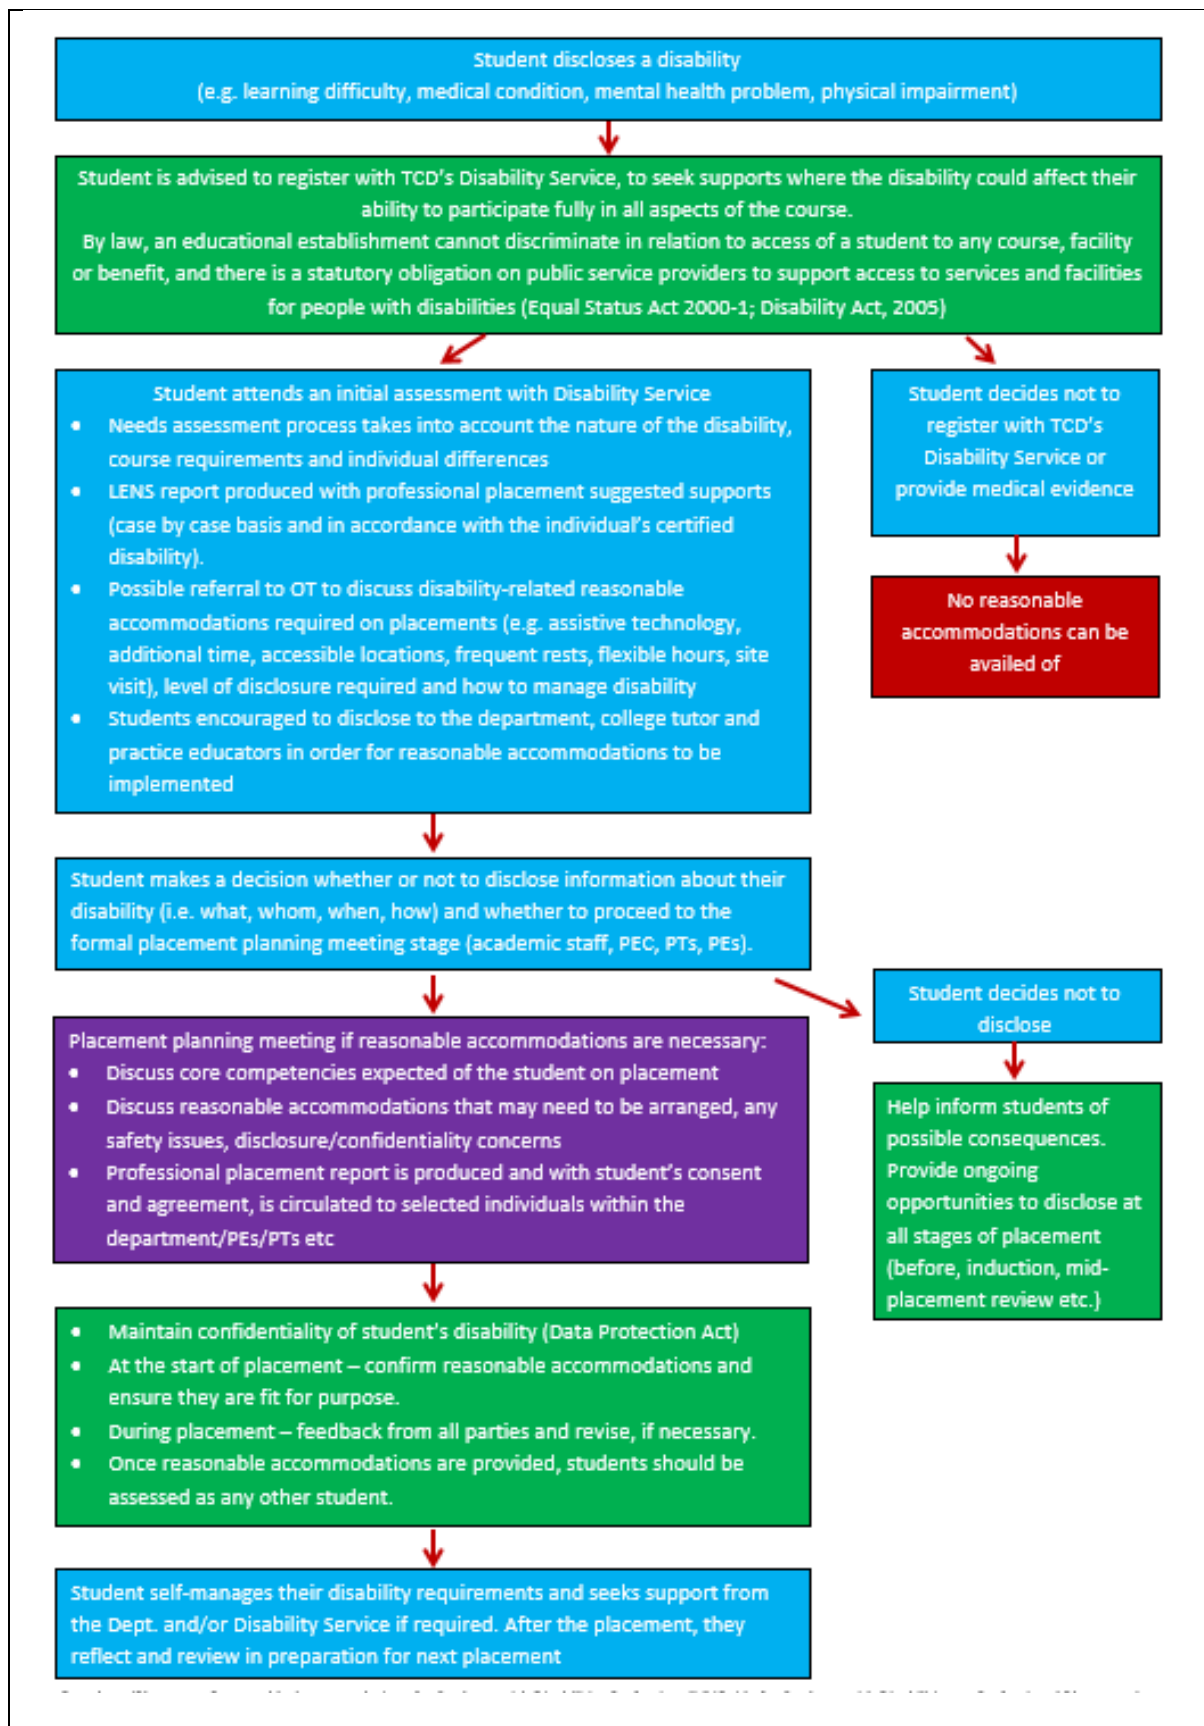 Student discloses a disability
(e.g. learning difficulty, medical condition, mental health problem, physical impairment)
Student is advised to register with TCD's Disability Service, to seek supports where the disability could affect their
ability to participate fully in all aspects of the course.
By law, an educational establishment cannot discriminate in relation to access of a student to any course, facility
or benefit, and there is a statutory obligation on public service providers to support access to services and facilities
for people with disabilities (Equal Status Act 2000-1; Disability Act, 2005)
Student attends an initial assessment with Disability Service
• Needs assessment process takes into account the nature of the disability,
course requirements and individual differences
• LENS report produced with professional placement suggested supports
(case by case basis and in accordance with the individual's certified
disability).
• Possible referral to OT to discuss disability-related reasonable
accommodations required on placements (e.g. assistive technology,
additional time, accessible locations, frequent rests, flexible hours, site
visit), level of disclosure required and how to manage disability
• Students encouraged to disclose to the department, college tutor and
practice educators in order for reasonable accommodations to be
implemented
Student decides not to
register with TCD's
Disability Service or
provide medical evidence
No reasonable
accommodations can be
availed of
Student makes a decision whether or not to disclose information about their
disability (i.e. what, whom, when, how) and whether to proceed to the
formal placement planning meeting stage (academic staff, PEC, PTs, PEs).
Student decides not to
disclose
Placement planning meeting if reasonable accommodations are necessary:
• Discuss core competencies expected of the student on placement
• Discuss reasonable accommodations that may need to be arranged, any
safety issues, disclosure/confidentiality concerns
• Professional placement report is produced and with student's consent
and agreement, is circulated to selected individuals within the
department/PEs/PTs etc
Help inform students of
possible consequences.
Provide ongoing
opportunities to disclose at
all stages of placement
(before, induction, mid-
placement review etc.)
• Maintain confidentiality of student's disability (Data Protection Act)
• At the start of placement – confirm reasonable accommodations and
ensure they are fit for purpose.
• During placement – feedback from all parties and revise, if necessary.
• Once reasonable accommodations are provided, students should be
assessed as any other student.
Student self-manages their disability requirements and seeks support from
the Dept. and/or Disability Service if required. After the placement, they
reflect and review in preparation for next placement